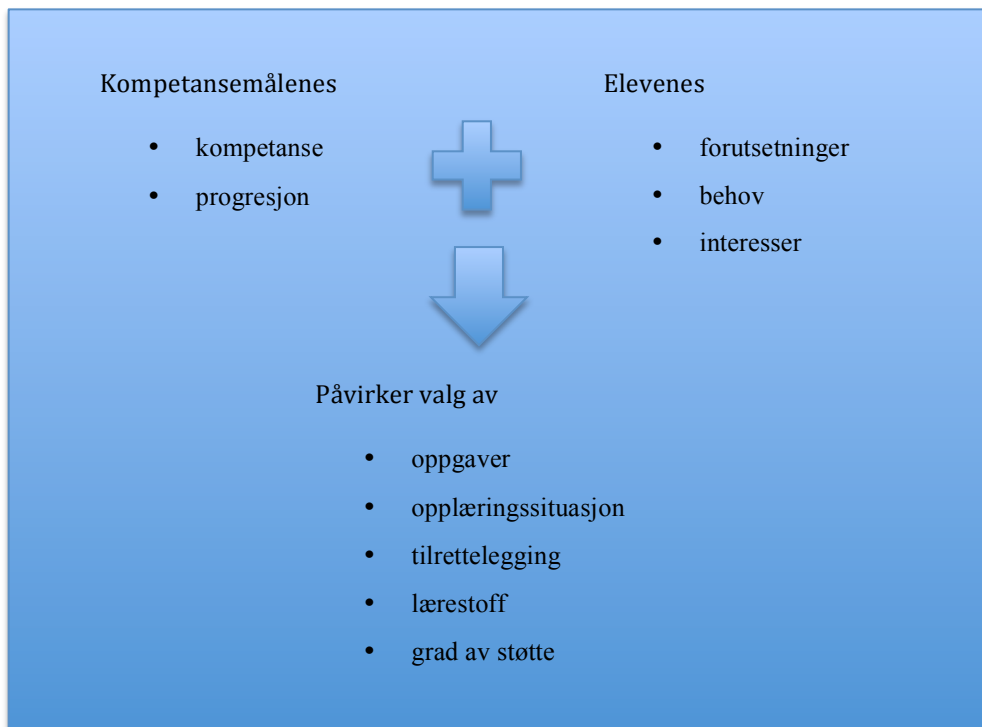 Kompetansemålenes
• kompetanse
• progresjon
Elevenes
• forutsetninger
• behov
• interesser
Påvirker valg av
• oppgaver
• opplæringssituasjon
• tilrettelegging
• lærestoff
• grad av støtte